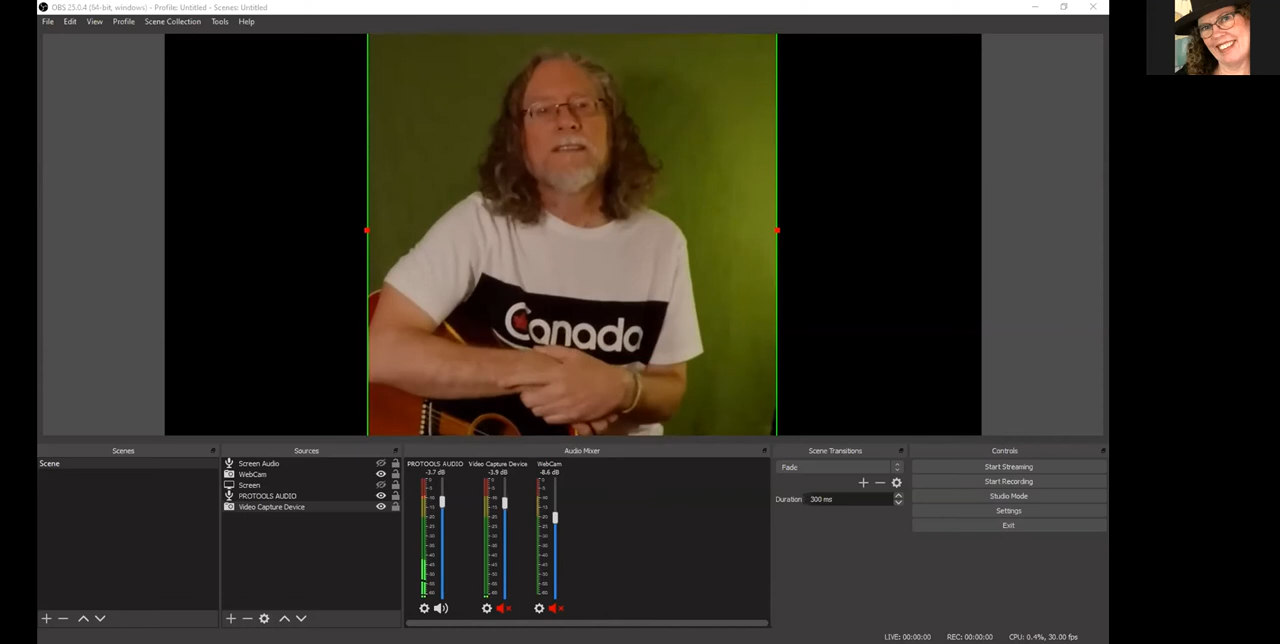 OBS 25.0.4 (64-bit, windows) - Profile: Untitled - Scenes: Untitled
File Edit View Profile Scene Collection Tools Help
Canada
Scenes
Sources
Audio Mixer
Scene Transitions
Controls
Scene
Screen Audio
WebCam
Screen
PROTOOLS AUDIO
Video Capture Device
PROTOOLS AUDIO Video Capture Device WebCam
-3.7 dB -3.9 dB -8.6 dB
Fade
Duration 300 ms
Start Streaming
Start Recording
Studio Mode
Settings
Exit
LIVE: 00:00:00 REC: 00:00:00 CPU: 0.4%, 30.00 fps